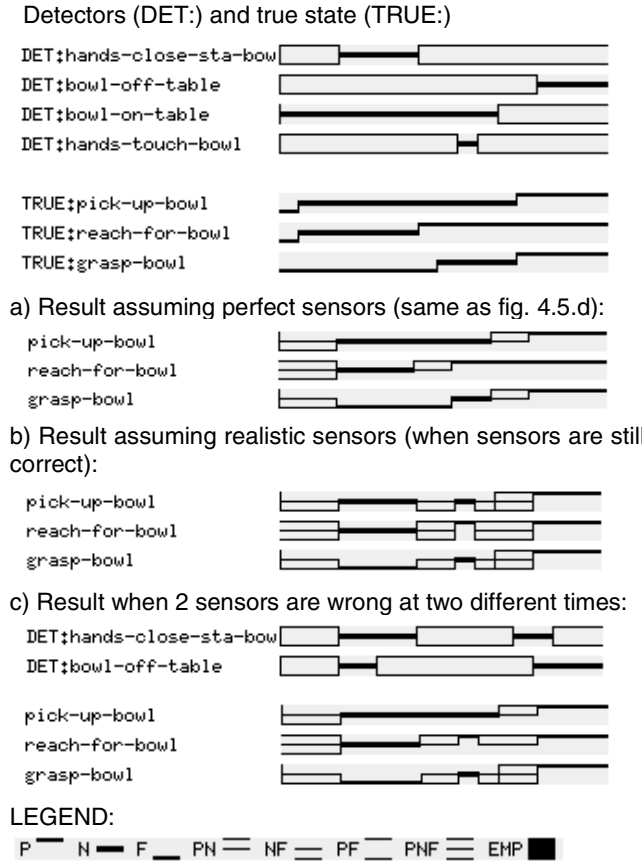 Detectors (DET:) and true state (TRUE:)
DET:hands-close-sta-bow
DET:bowl-off-table
DET:bowl-on-table
DET:hands-touch-bowl
TRUE:pick-up-bowl
TRUE:reach-for-bowl
TRUE:grasp-bowl
a) Result assuming perfect sensors (same as fig. 4.5.d):
pick-up-bowl
reach-for-bowl
grasp-bowl
b) Result assuming realistic sensors (when sensors are still
correct):
pick-up-bowl
reach-for-bowl
grasp-bowl
c) Result when 2 sensors are wrong at two different times:
DET:hands-close-sta-bow
DET:bowl-off-table
pick-up-bowl
reach-for-bowl
grasp-bowl
LEGEND:
P N F PN NF PF PNF EMP